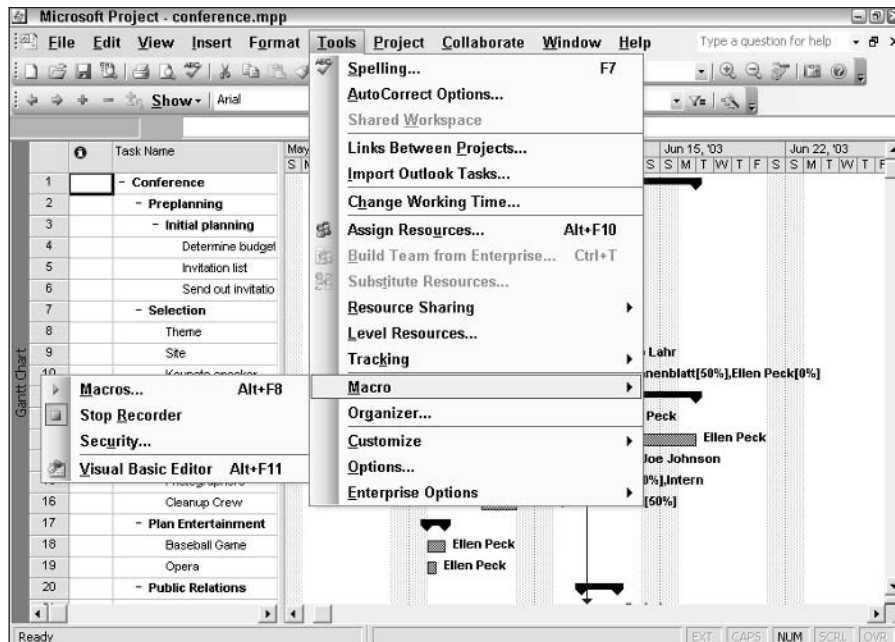 Microsoft Project - conference.mpp
File Edit View Insert Format Tools Project Collaborate Window Help Type a question for help
Show Arial
Spelling... F7
AutoCorrect Options...
Shared Workspace
Links Between Projects...
Import Outlook Tasks...
Change Working Time...
Assign Resources... Alt+F10
Build Team from Enterprise... Ctrl+T
Substitute Resources...
Resource Sharing
Level Resources...
Tracking
Macro
Organizer...
Customize
Options...
Enterprise Options
Macros... Alt+F8
Stop Recorder
Security...
Visual Basic Editor Alt+F11
Task Name May Jun 15, '03 Jun 22, '03
S S S M T W T F S S M T W T F
1 - Conference
2 - Preplanning
3 - Initial planning
4 Determine budget
5 Invitation list
6 Send out invitatio
7 - Selection
8 Theme
9 Site Lahr
10 nenblatt[50%],Ellen Peck[0%]
Peck
Ellen Peck
Joe Johnson
0%],Intern
16 Cleanup Crew [50%]
17 - Plan Entertainment
18 Baseball Game Ellen Peck
19 Opera Ellen Peck
20 - Public Relations
Gantt Chart
Ready EXT CAPS NUM SCRL OVR